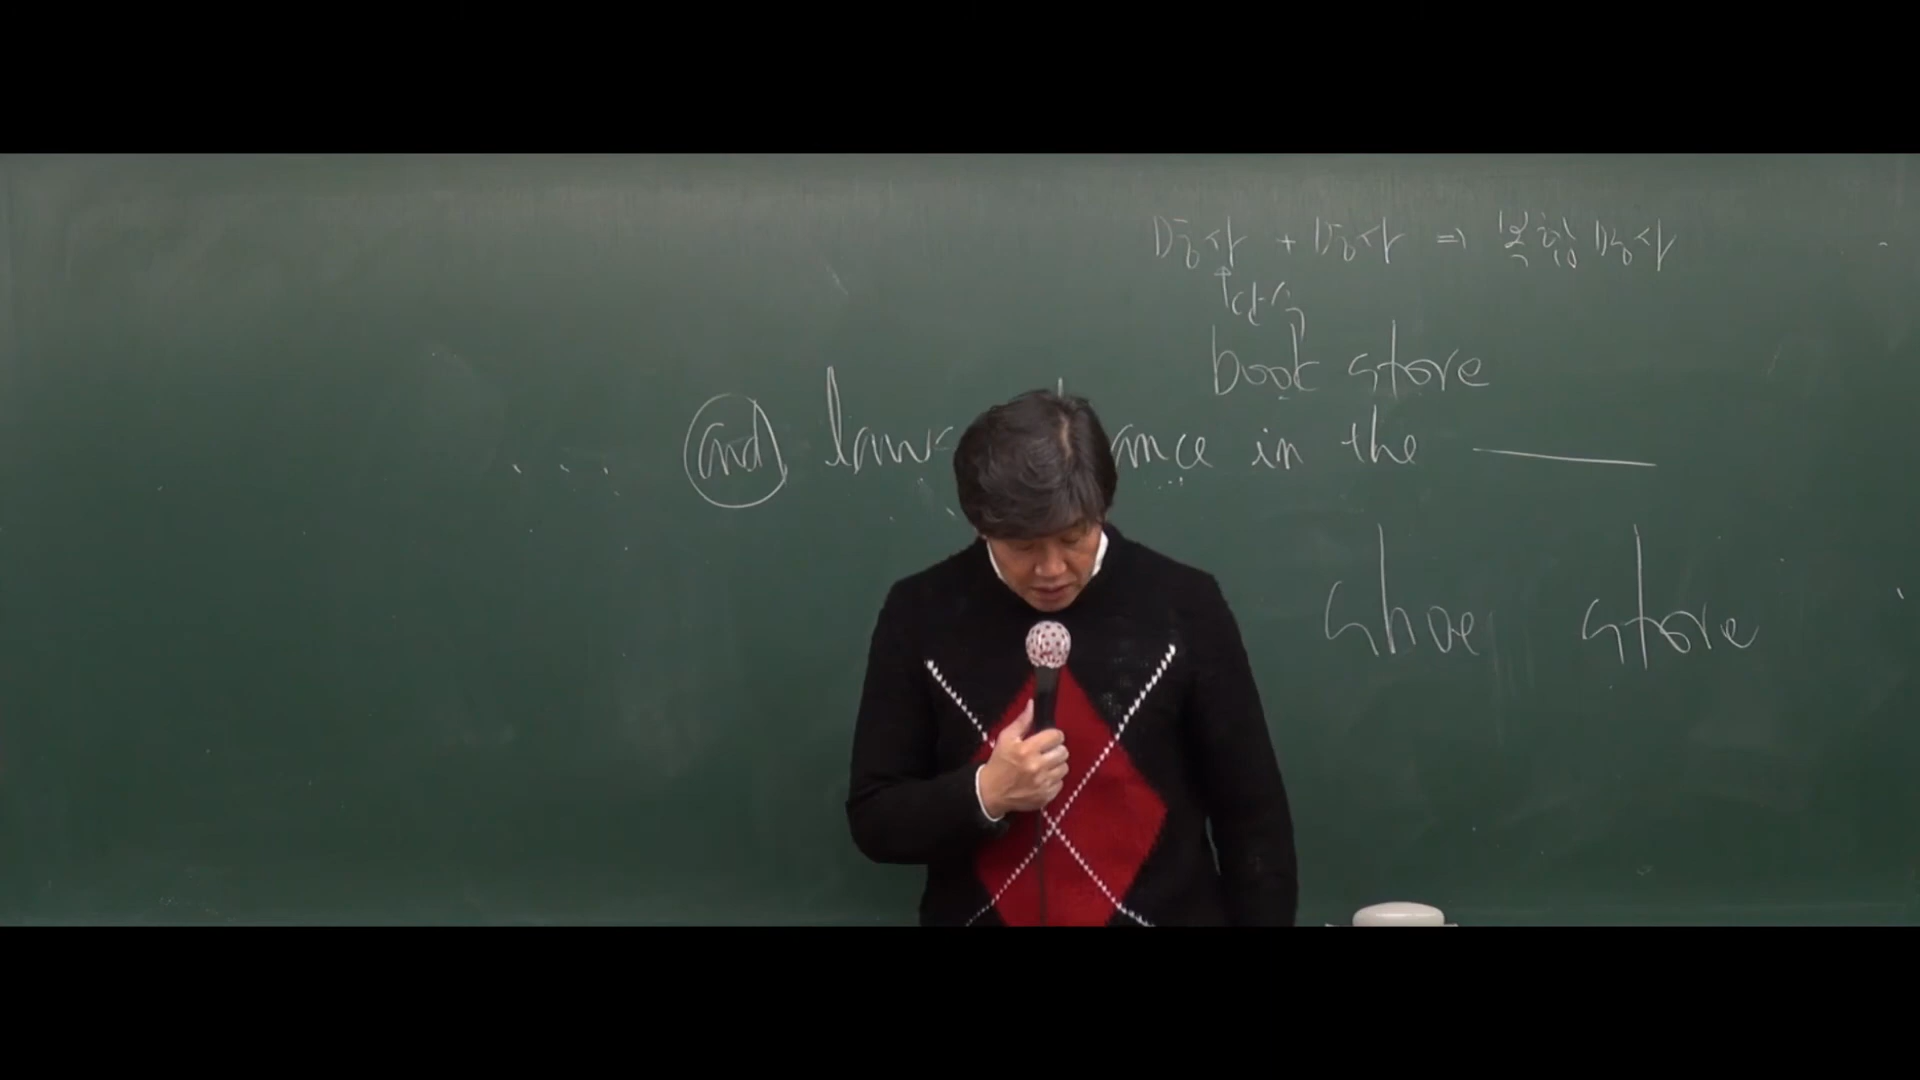 명사 + 명사 ⇒ 복합명사
↑단수
book store
... and law ance in the ______
shoe store